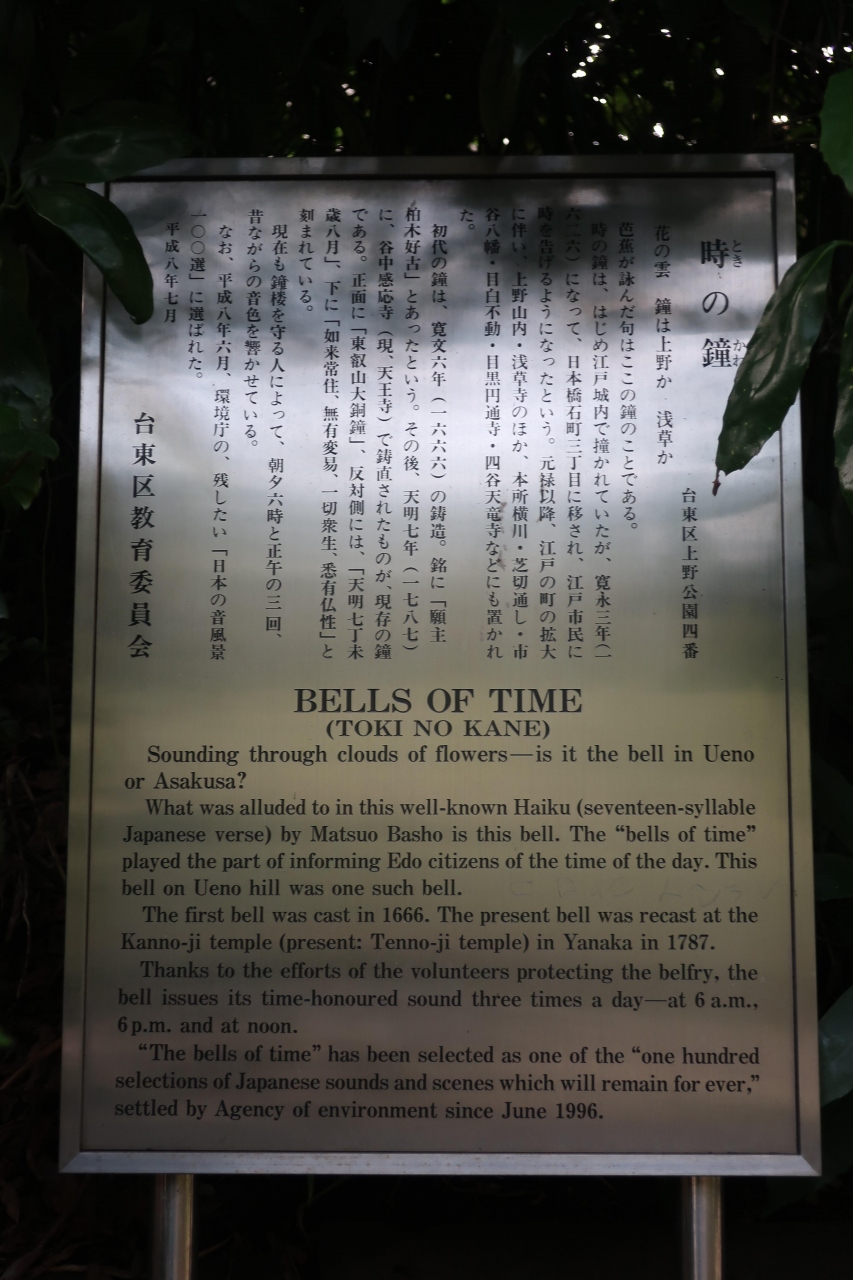 時の鐘
とき
かね
台東区上野公園四番
花の雲　鐘は上野か　浅草か
芭蕉が詠んだ句はここの鐘のことである。
時の鐘は、はじめ江戸城内で撞かれていたが、寛永三年（一
六二六）になって、日本橋石町三丁目に移され、江戸市民に
時を告げるようになったという。元禄以降、江戸の町の拡大
に伴い、上野山内・浅草寺のほか、本所横川・芝切通し・市
谷八幡・目白不動・目黒円通寺・四谷天竜寺などにも置かれ
た。
初代の鐘は、寛文六年（一六六六）の鋳造。銘に「願主
柏木好古」とあったという。その後、天明七年（一七八七）
に、谷中感応寺（現、天王寺）で鋳直されたものが、現存の鐘
である。正面に「東叡山大銅鐘」、反対側には、「天明七丁未
歳八月」、下に「如来常住、無有変易、一切衆生、悉有仏性」と
刻まれている。
現在も鐘楼を守る人によって、朝夕六時と正午の三回、
昔ながらの音色を響かせている。
なお、平成八年六月、環境庁の、残したい「日本の音風景
一〇〇選」に選ばれた。
平成八年七月
台東区教育委員会
BELLS OF TIME
(TOKI NO KANE)
Sounding through clouds of flowers—is it the bell in Ueno
or Asakusa?
What was alluded to in this well-known Haiku (seventeen-syllable
Japanese verse) by Matsuo Basho is this bell. The “bells of time”
played the part of informing Edo citizens of the time of the day. This
bell on Ueno hill was one such bell.
The first bell was cast in 1666. The present bell was recast at the
Kanno-ji temple (present: Tenno-ji temple) in Yanaka in 1787.
Thanks to the efforts of the volunteers protecting the belfry, the
bell issues its time-honoured sound three times a day—at 6 a.m.,
6 p.m. and at noon.
“The bells of time” has been selected as one of the “one hundred
selections of Japanese sounds and scenes which will remain for ever,”
settled by Agency of environment since June 1996.